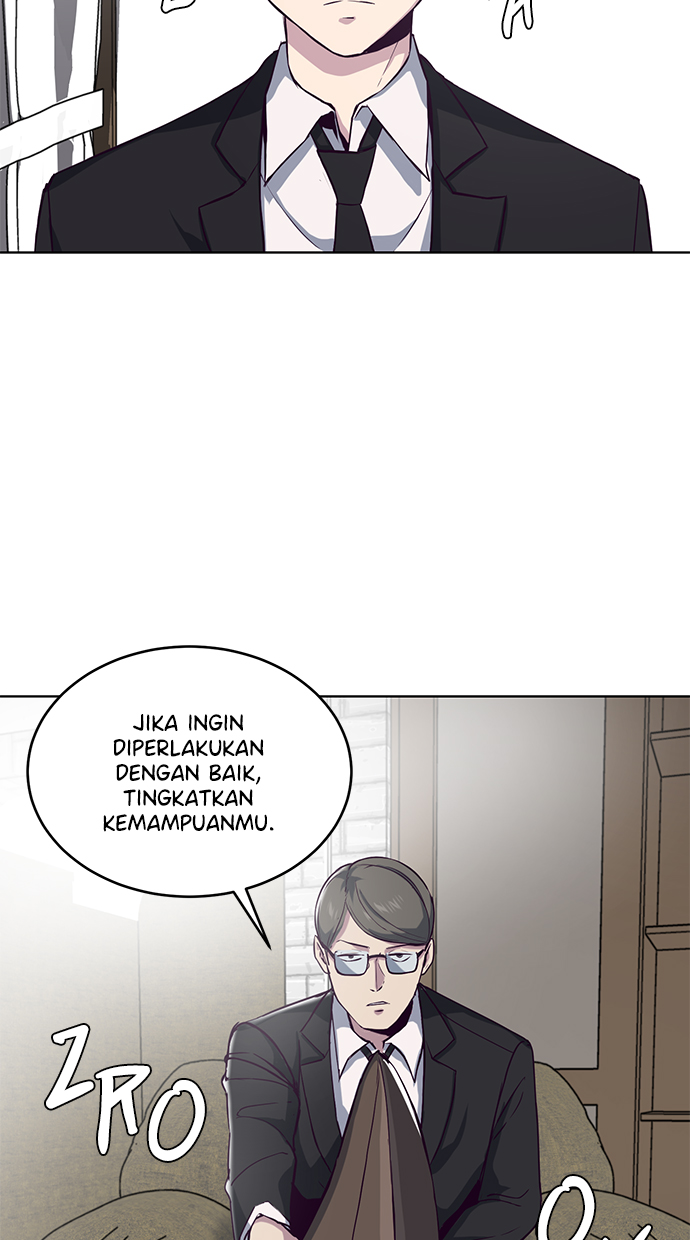 JIKA INGIN
DIPERLAKUKAN
DENGAN BAIK,
TINGKATKAN
KEMAMPUANMU.
ZRO